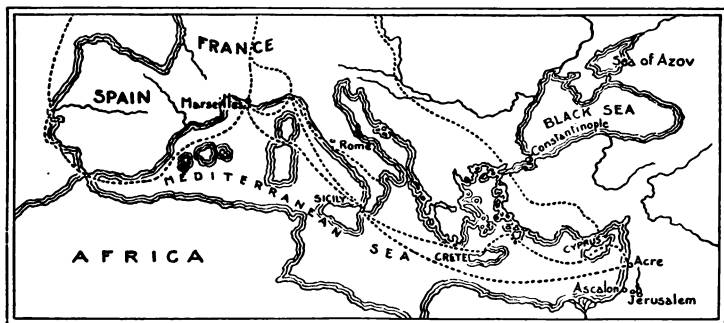 FRANCE
Sea of Azov
SPAIN
Marseilles
BLACK SEA
Constantinople
Rome
MEDITERRANEAN
SEA
SICILY
CRETE
CYPRUS
AFRICA
Acre
Ascalon
Jerusalem